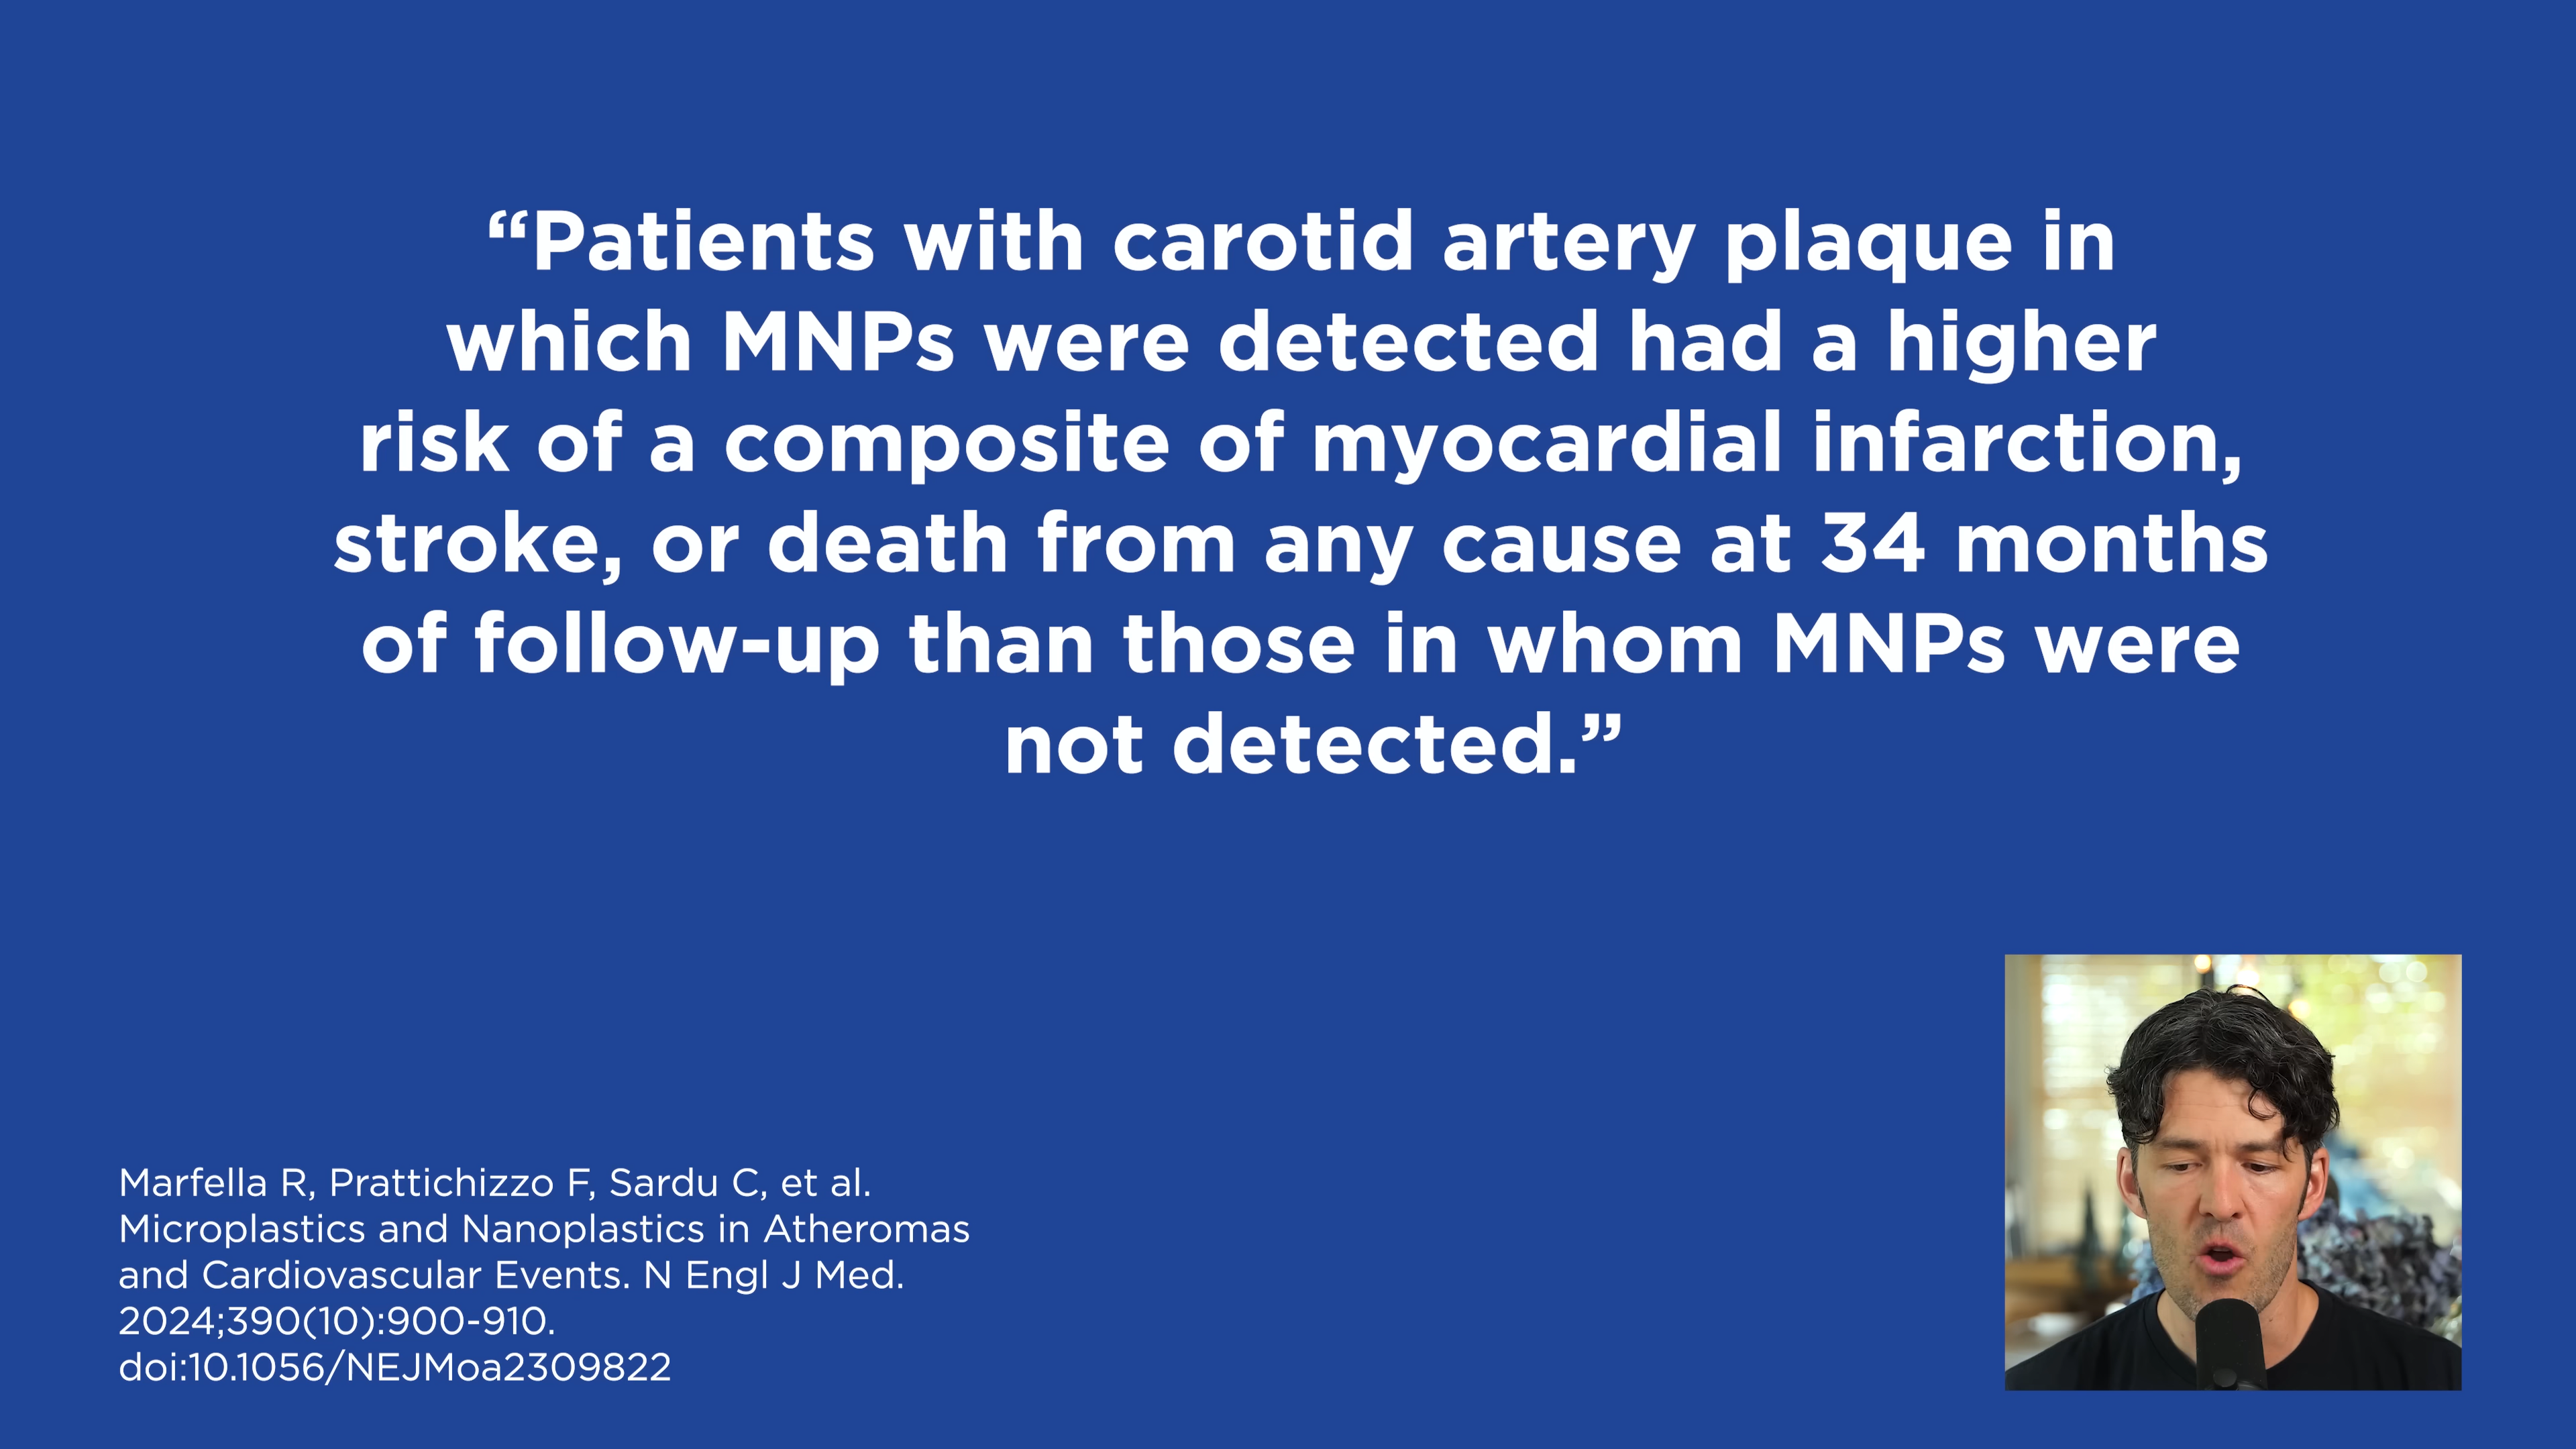 “Patients with carotid artery plaque in
which MNPs were detected had a higher
risk of a composite of myocardial infarction,
stroke, or death from any cause at 34 months
of follow-up than those in whom MNPs were
not detected.”
Marfella R, Prattichizzo F, Sardu C, et al.
Microplastics and Nanoplastics in Atheromas
and Cardiovascular Events. N Engl J Med.
2024;390(10):900-910.
doi:10.1056/NEJMoa2309822